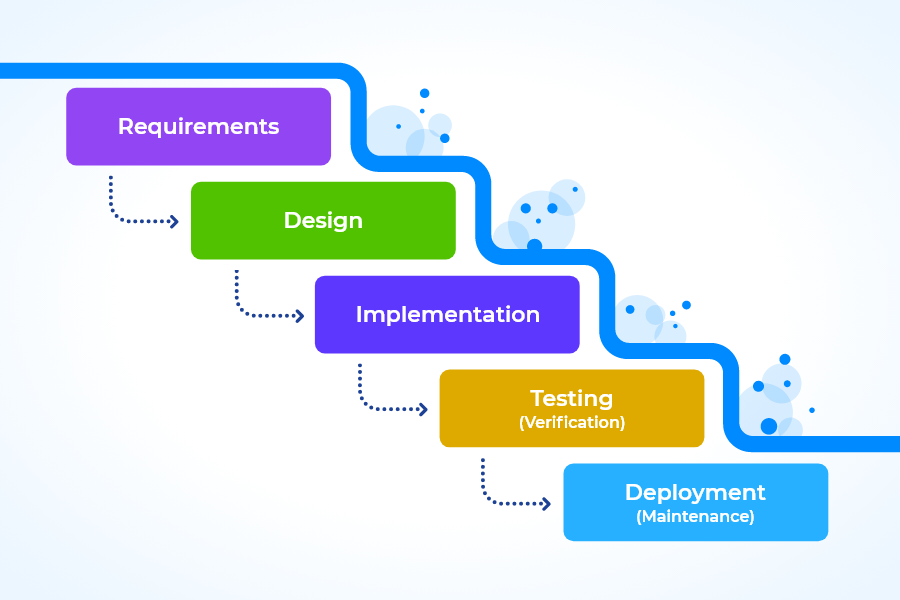 Requirements
Design
Implementation
Testing
(Verification)
Deployment
(Maintenance)